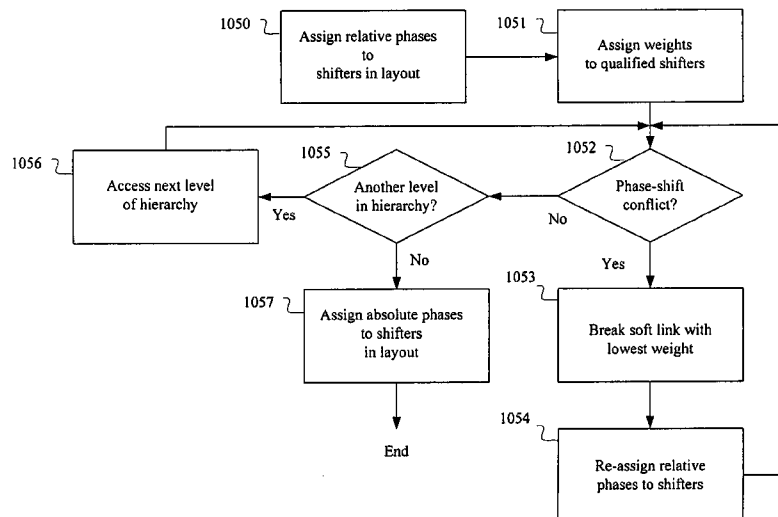 1050
Assign relative phases
to
shifters in layout
1051
Assign weights
to qualified shifters
1052
Phase-shift
conflict?
No
Yes
1053
Break soft link with
lowest weight
1054
Re-assign relative
phases to shifters
1055
Another level
in hierarchy?
Yes
No
1056
Access next level
of hierarchy
1057
Assign absolute phases
to shifters
in layout
End